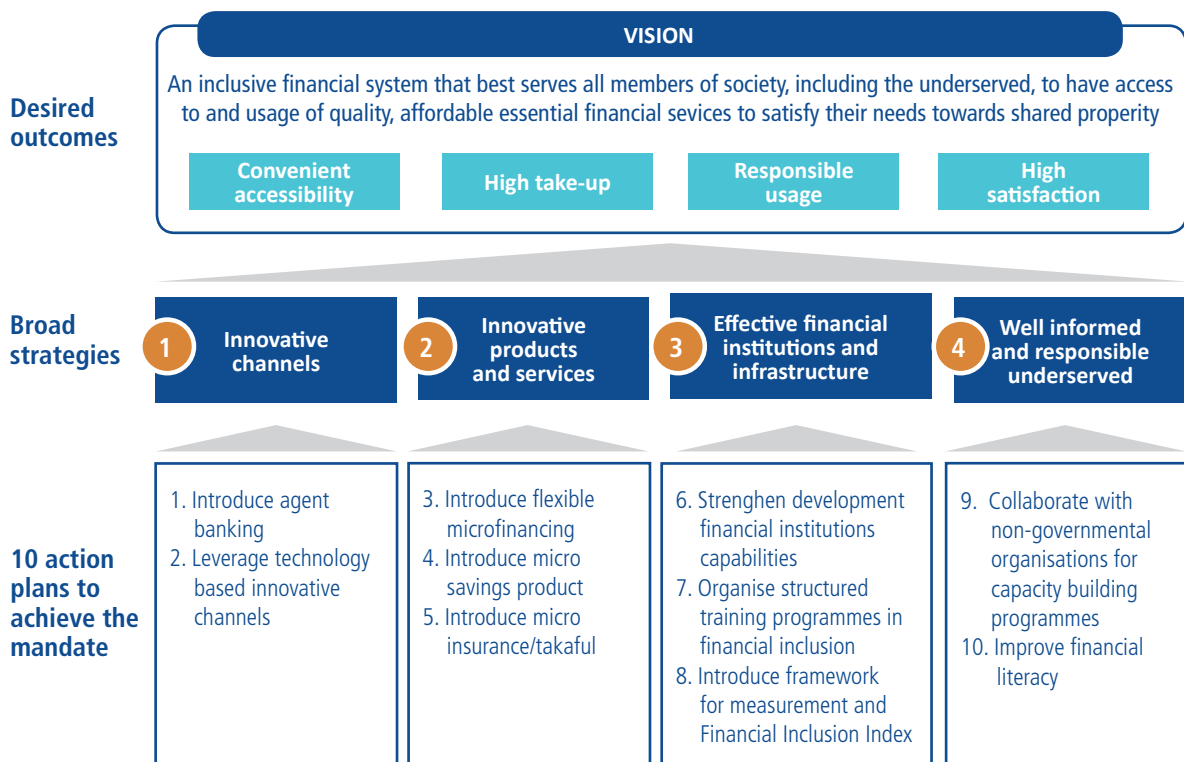 VISION
An inclusive financial system that best serves all members of society, including the underserved, to have access
to and usage of quality, affordable essential financial sevices to satisfy their needs towards shared properity
Desired
outcomes
Convenient
accessibility
High take-up
Responsible
usage
High
satisfaction
Broad
strategies
1
Innovative
channels
2
Innovative
products
and services
3
Effective financial
institutions and
infrastructure
4
Well informed
and responsible
underserved
10 action
plans to
achieve the
mandate
1. Introduce agent
banking
2. Leverage technology
based innovative
channels
3. Introduce flexible
microfinancing
4. Introduce micro
savings product
5. Introduce micro
insurance/takaful
6. Strenghen development
financial institutions
capabilities
7. Organise structured
training programmes in
financial inclusion
8. Introduce framework
for measurement and
Financial Inclusion Index
9. Collaborate with
non-governmental
organisations for
capacity building
programmes
10. Improve financial
literacy